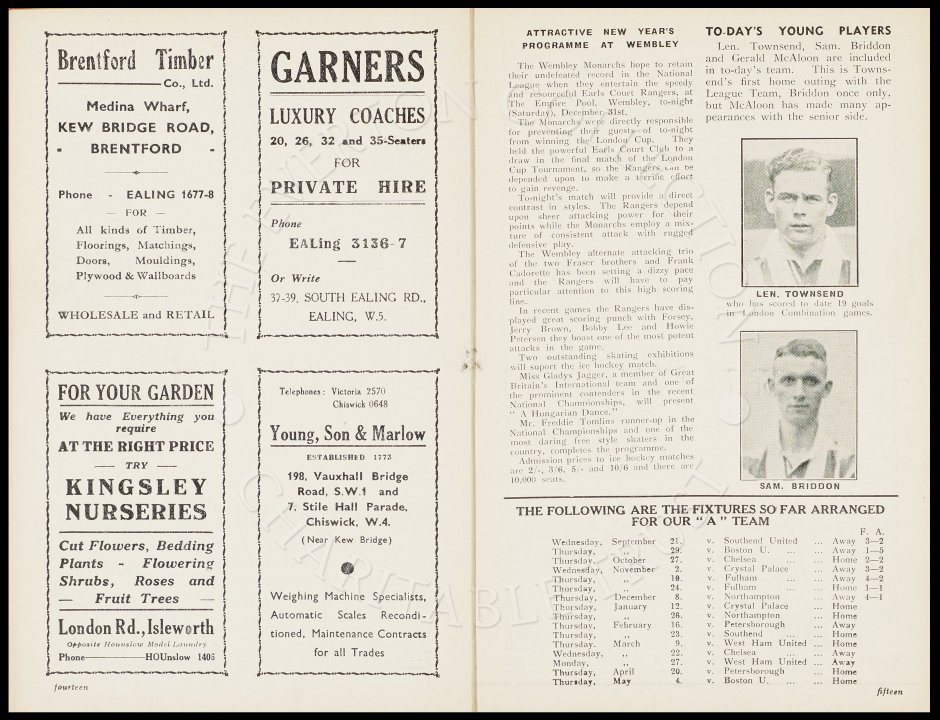 Brentford Timber
Co., Ltd.
Medina Wharf,
KEW BRIDGE ROAD,
- BRENTFORD -
Phone - EALING 1677-8
— FOR —
All kinds of Timber,
Floorings, Matchings,
Doors, Mouldings,
Plywood & Wallboards
WHOLESALE and RETAIL
GARNERS
LUXURY COACHES
20, 26, 32 and 35-Seaters
FOR
PRIVATE HIRE
Phone
EALing 3136-7
Or Write
37-39, SOUTH EALING RD.,
EALING, W.5.
FOR YOUR GARDEN
We have Everything you
require
AT THE RIGHT PRICE
— TRY —
KINGSLEY
NURSERIES
Cut Flowers, Bedding
Plants - Flowering
Shrubs, Roses and
— Fruit Trees —
London Rd., Isleworth
Opposite Hounslow Model Laundry
Phone — HOUnslow 1406
Telephones: Victoria 2570
Chiswick 0648
Young, Son & Marlow
ESTABLISHED 1773
198, Vauxhall Bridge
Road, S.W.1 and
7, Stile Hall Parade,
Chiswick, W.4.
(Near Kew Bridge)
Weighing Machine Specialists,
Automatic Scales Recondi-
tioned, Maintenance Contracts
for all Trades
fourteen
ATTRACTIVE NEW YEAR'S
PROGRAMME AT WEMBLEY
The Wembley Monarchs hope to retain
their undefeated record in the National
League when they entertain the speedy
and resourceful Earls Court Rangers, at
The Empire Pool, Wembley, to-night
(Saturday), December 31st.
The Monarchs were directly responsible
for preventing their guests of to-night
from winning the London Cup. They
held the powerful Earls Court Club to a
draw in the final match of the London
Cup Tournament, so the Rangers can be
depended upon to make a terrific effort
to gain revenge.
To-night's match will provide a direct
contrast in styles. The Rangers depend
upon sheer attacking power for their
points while the Monarchs employ a mix-
ture of consistent attack with rugged
defensive play.
The Wembley alternate attacking trio
of the two Fraser brothers and Frank
Cadorette has been setting a dizzy pace
and the Rangers will have to pay
particular attention to this high scoring
line.
In recent games the Rangers have dis-
played great scoring punch with Forsey,
Jerry Brown, Bobby Lee and Howie
Petersen they boast one of the most potent
attacks in the game.
Two outstanding skating exhibitions
will suport the ice hockey match.
Miss Gladys Jagger, a member of Great
Britain's International team and one of
the prominent contenders in the recent
National Championships, will present
" A Hungarian Dance."
Mr. Freddie Tomlins runner-up in the
National Championships and one of the
most daring free style skaters in the
country, completes the programme.
Admission prices to ice hockey matches
are 2/-, 3/6, 5/- and 10/6 and there are
10,000 seats.
TO-DAY'S YOUNG PLAYERS
Len. Townsend, Sam. Briddon
and Gerald McAloon are included
in to-day's team. This is Towns-
end's first home outing with the
League Team, Briddon once only,
but McAloon has made many ap-
pearances with the senior side.
LEN. TOWNSEND
who has scored to date 19 goals
in London Combination games.
SAM. BRIDDON
THE FOLLOWING ARE THE FIXTURES SO FAR ARRANGED
FOR OUR " A " TEAM
F. A.
Wednesday, September 21. v. Southend United ... Away 3—2
Thursday, ,, 29. v. Boston U. ... ... Away 1—5
Thursday, October 27. v. Chelsea ... ... Home 2—2
Wednesday, November 2. v. Crystal Palace ... Away 3—2
Thursday, ,, 10. v. Fulham ... ... Away 4—2
Thursday, ,, 24. v. Fulham ... ... Home 1—1
Thursday, December 8. v. Northampton ... Away 4—1
Thursday, January 12. v. Crystal Palace ... Home
Thursday, ,, 26. v. Northampton ... Home
Thursday, February 16. v. Peterborough ... Away
Thursday, ,, 23. v. Southend ... ... Home
Thursday, March 9. v. West Ham United ... Home
Wednesday, ,, 22. v. Chelsea ... ... Away
Monday, ,, 27. v. West Ham United ... Away
Thursday, April 20. v. Peterborough ... Home
Thursday, May 4. v. Boston U. ... ... Home
fifteen